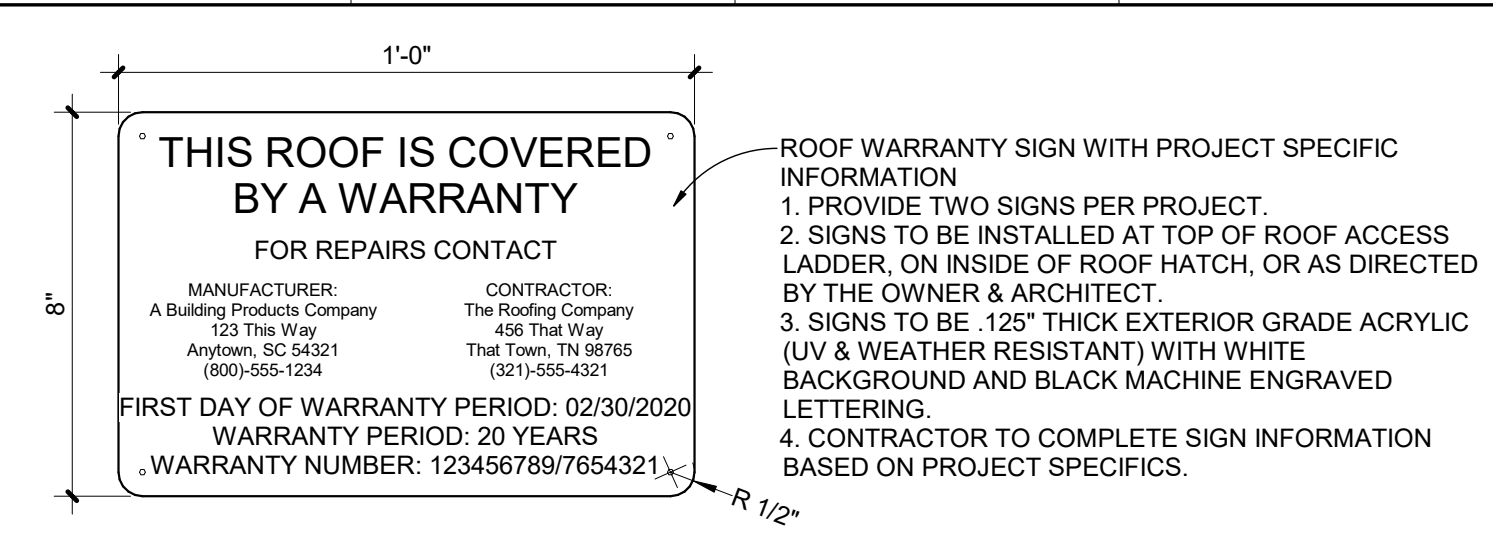 1'-0"
8"
THIS ROOF IS COVERED
BY A WARRANTY
FOR REPAIRS CONTACT
MANUFACTURER:
A Building Products Company
123 This Way
Anytown, SC 54321
(800)-555-1234
CONTRACTOR:
The Roofing Company
456 That Way
That Town, TN 98765
(321)-555-4321
FIRST DAY OF WARRANTY PERIOD: 02/30/2020
WARRANTY PERIOD: 20 YEARS
WARRANTY NUMBER: 123456789/7654321
R 1/2"
ROOF WARRANTY SIGN WITH PROJECT SPECIFIC
INFORMATION
1. PROVIDE TWO SIGNS PER PROJECT.
2. SIGNS TO BE INSTALLED AT TOP OF ROOF ACCESS
LADDER, ON INSIDE OF ROOF HATCH, OR AS DIRECTED
BY THE OWNER & ARCHITECT.
3. SIGNS TO BE .125" THICK EXTERIOR GRADE ACRYLIC
(UV & WEATHER RESISTANT) WITH WHITE
BACKGROUND AND BLACK MACHINE ENGRAVED
LETTERING.
4. CONTRACTOR TO COMPLETE SIGN INFORMATION
BASED ON PROJECT SPECIFICS.